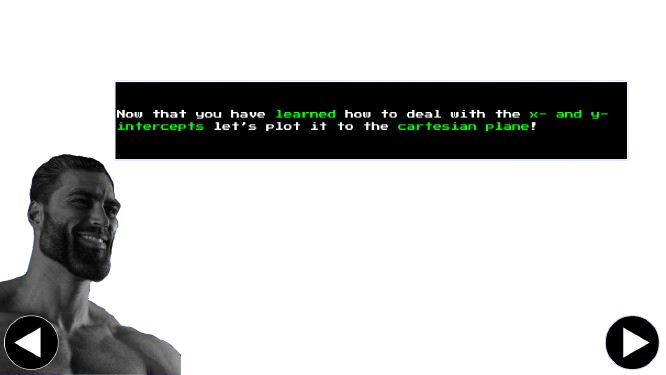 Now that you have learned how to deal with the x- and y-
intercepts let's plot it to the cartesian plane!